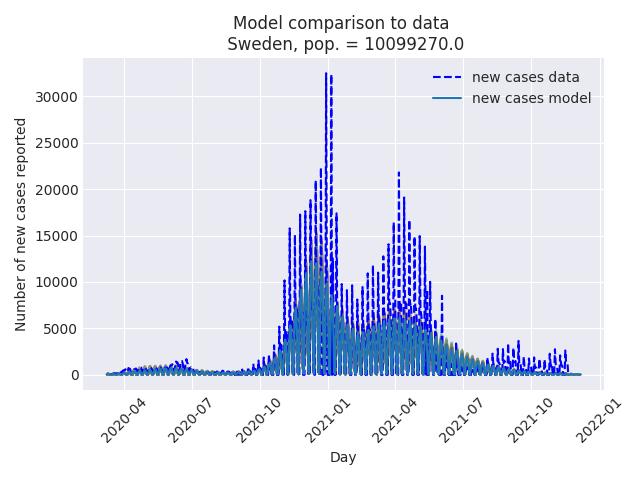 Model comparison to data
Sweden, pop. = 10099270.0
new cases data
new cases model
Number of new cases reported
30000
25000
20000
15000
10000
5000
0
2020-04
2020-07
2020-10
2021-01
2021-04
2021-07
2021-10
2022-01
Day